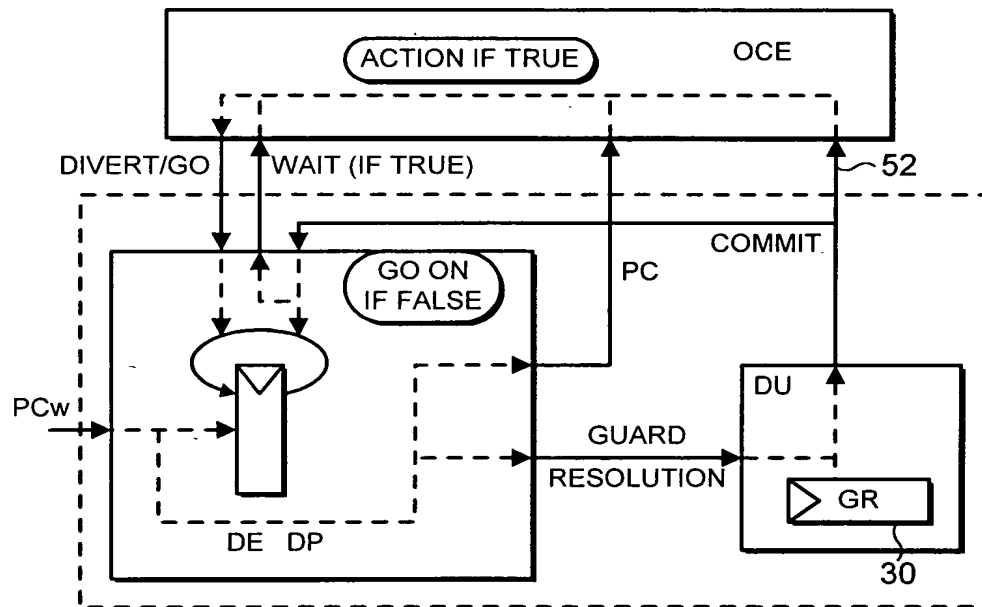 ACTION IF TRUE
OCE
DIVERT/GO
WAIT (IF TRUE)
52
COMMIT
GO ON
IF FALSE
PC
DU
PCw
GUARD
RESOLUTION
GR
DE DP
30